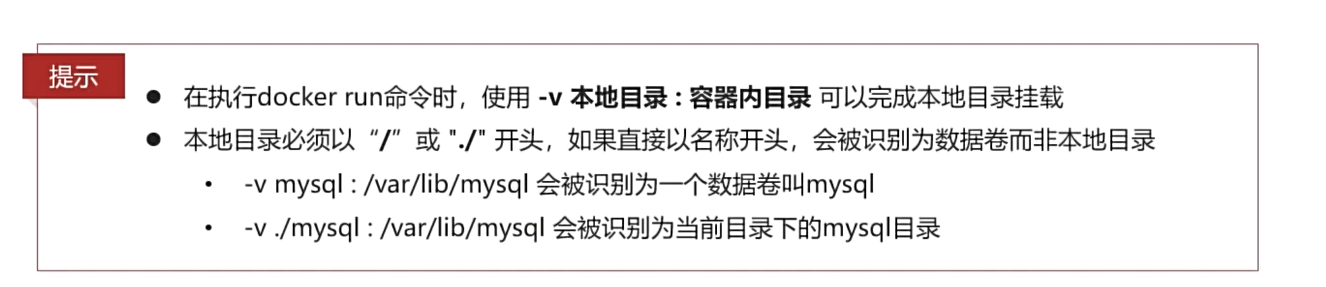 提示
● 在执行docker run命令时，使用 -v 本地目录 : 容器内目录 可以完成本地目录挂载
● 本地目录必须以“/”或 "./" 开头，如果直接以名称开头，会被识别为数据卷而非本地目录
• -v mysql : /var/lib/mysql 会被识别为一个数据卷叫mysql
• -v ./mysql : /var/lib/mysql 会被识别为当前目录下的mysql目录